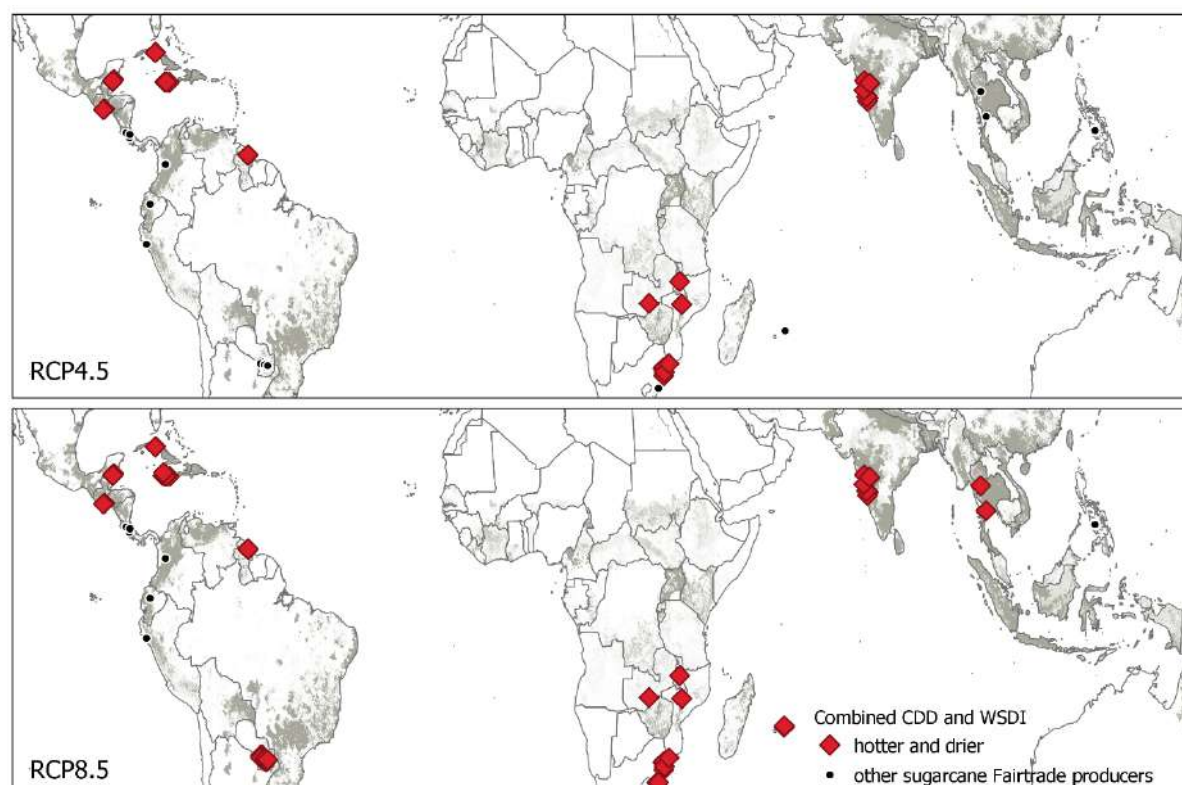 RCP4.5
RCP8.5
Combined CDD and WSDI
hotter and drier
other sugarcane Fairtrade producers